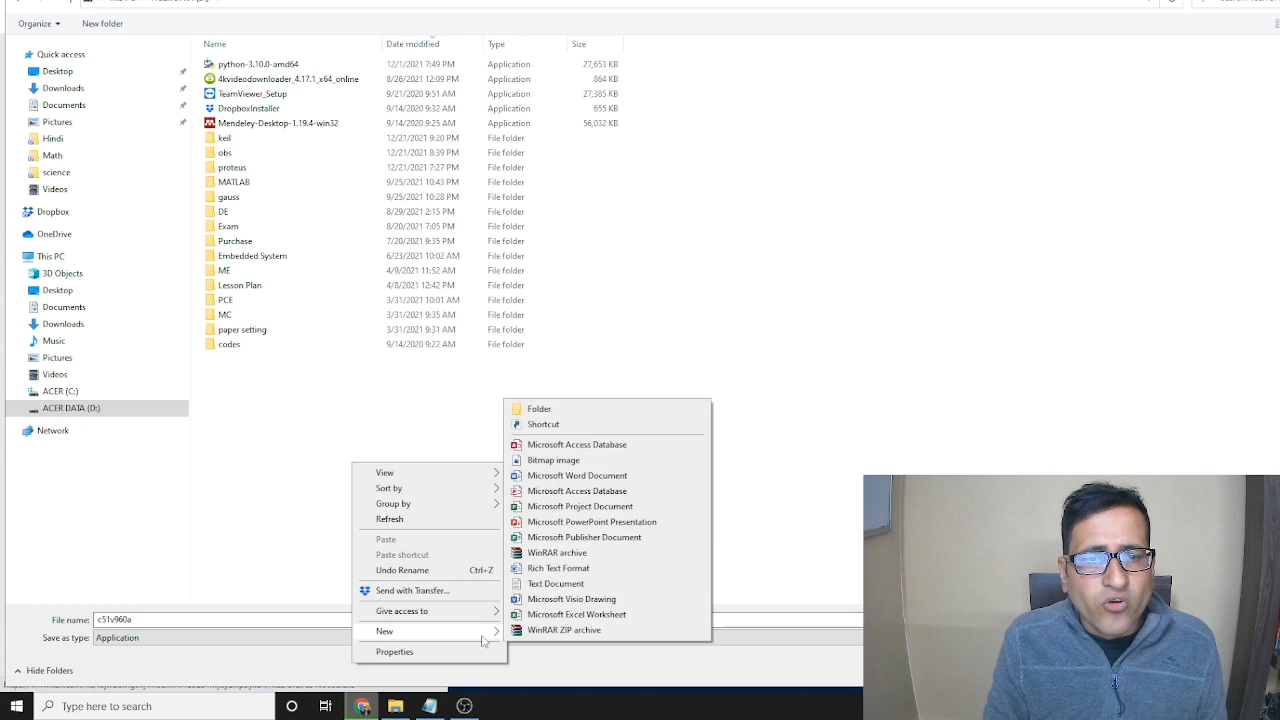 Organize
New folder
Name
Date modified
Type
Size
Quick access
Desktop
Downloads
Documents
Pictures
Hindi
Math
science
Videos
Dropbox
OneDrive
This PC
3D Objects
Desktop
Documents
Downloads
Music
Pictures
Videos
ACER (C:)
ACER DATA (D:)
Network
python-3.10.0-amd64 12/1/2021 7:49 PM Application 27,653 KB
4kvideodownloader_4.17.1_x64_online 8/26/2021 12:09 PM Application 864 KB
TeamViewer_Setup 9/21/2020 9:51 AM Application 27,385 KB
DropboxInstaller 9/14/2020 9:32 AM Application 655 KB
Mendeley-Desktop-1.19.4-win32 9/14/2020 9:25 AM Application 56,032 KB
keil 12/21/2021 9:20 PM File folder
obs 12/21/2021 8:39 PM File folder
proteus 12/21/2021 7:27 PM File folder
MATLAB 9/25/2021 10:43 PM File folder
gauss 9/25/2021 10:28 PM File folder
DE 8/29/2021 2:15 PM File folder
Exam 8/20/2021 7:05 PM File folder
Purchase 7/20/2021 9:35 PM File folder
Embedded System 6/23/2021 10:02 AM File folder
ME 4/9/2021 11:52 AM File folder
Lesson Plan 4/8/2021 12:42 PM File folder
PCE 3/31/2021 10:01 AM File folder
MC 3/31/2021 9:35 AM File folder
paper setting 3/31/2021 9:31 AM File folder
codes 9/14/2020 9:22 AM File folder
View
Sort by
Group by
Refresh
Paste
Paste shortcut
Undo Rename Ctrl+Z
Send with Transfer...
Give access to
New
Properties
Folder
Shortcut
Microsoft Access Database
Bitmap image
Microsoft Word Document
Microsoft Access Database
Microsoft Project Document
Microsoft PowerPoint Presentation
Microsoft Publisher Document
WinRAR archive
Rich Text Format
Text Document
Microsoft Visio Drawing
Microsoft Excel Worksheet
WinRAR ZIP archive
File name: c51v960a
Save as type: Application
Hide Folders
Type here to search